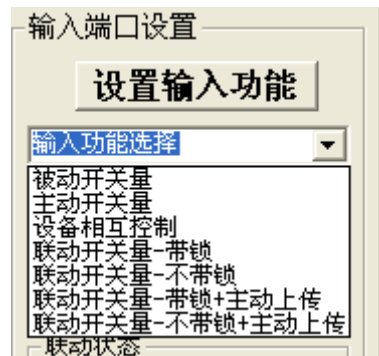 输入端口设置
设置输入功能
输入功能选择
被动开关量
主动开关量
设备相互控制
联动开关量-带锁
联动开关量-不带锁
联动开关量-带锁+主动上传
联动开关量-不带锁+主动上传
联动状态